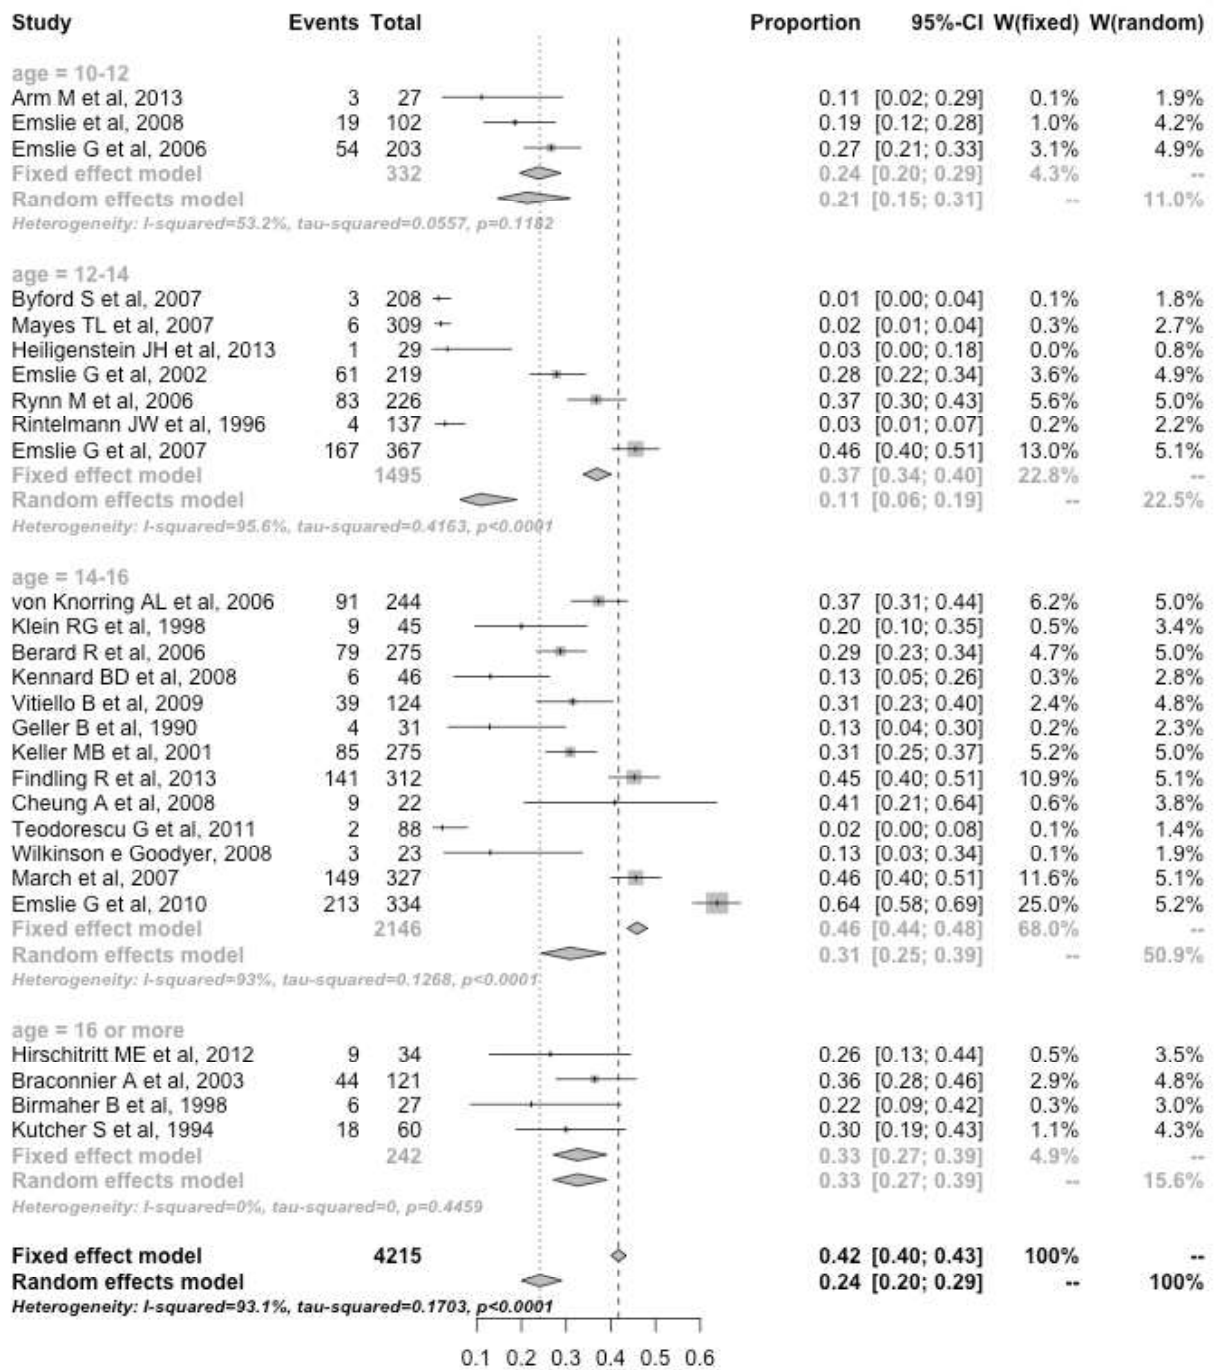 Study Events Total Proportion 95%-CI W(fixed) W(random)
age = 10-12
Arm M et al, 2013 3 27 0.11 [0.02; 0.29] 0.1% 1.9%
Emslie et al, 2008 19 102 0.19 [0.12; 0.28] 1.0% 4.2%
Emslie G et al, 2006 54 203 0.27 [0.21; 0.33] 3.1% 4.9%
Fixed effect model 332 0.24 [0.20; 0.29] 4.3% --
Random effects model 0.21 [0.15; 0.31] -- 11.0%
Heterogeneity: I-squared=53.2%, tau-squared=0.0557, p=0.1182
age = 12-14
Byford S et al, 2007 3 208 0.01 [0.00; 0.04] 0.1% 1.8%
Mayes TL et al, 2007 6 309 0.02 [0.01; 0.04] 0.3% 2.7%
Heiligenstein JH et al, 2013 1 29 0.03 [0.00; 0.18] 0.0% 0.8%
Emslie G et al, 2002 61 219 0.28 [0.22; 0.34] 3.6% 4.9%
Rynn M et al, 2006 83 226 0.37 [0.30; 0.43] 5.6% 5.0%
Rintelmann JW et al, 1996 4 137 0.03 [0.01; 0.07] 0.2% 2.2%
Emslie G et al, 2007 167 367 0.46 [0.40; 0.51] 13.0% 5.1%
Fixed effect model 1495 0.37 [0.34; 0.40] 22.8% --
Random effects model 0.11 [0.06; 0.19] -- 22.5%
Heterogeneity: I-squared=95.6%, tau-squared=0.4163, p<0.0001
age = 14-16
von Knorring AL et al, 2006 91 244 0.37 [0.31; 0.44] 6.2% 5.0%
Klein RG et al, 1998 9 45 0.20 [0.10; 0.35] 0.5% 3.4%
Berard R et al, 2006 79 275 0.29 [0.23; 0.34] 4.7% 5.0%
Kennard BD et al, 2008 6 46 0.13 [0.05; 0.26] 0.3% 2.8%
Vitiello B et al, 2009 39 124 0.31 [0.23; 0.40] 2.4% 4.8%
Geller B et al, 1990 4 31 0.13 [0.04; 0.30] 0.2% 2.3%
Keller MB et al, 2001 85 275 0.31 [0.25; 0.37] 5.2% 5.0%
Findling R et al, 2013 141 312 0.45 [0.40; 0.51] 10.9% 5.1%
Cheung A et al, 2008 9 22 0.41 [0.21; 0.64] 0.6% 3.8%
Teodorescu G et al, 2011 2 88 0.02 [0.00; 0.08] 0.1% 1.4%
Wilkinson e Goodyer, 2008 3 23 0.13 [0.03; 0.34] 0.1% 1.9%
March et al, 2007 149 327 0.46 [0.40; 0.51] 11.6% 5.1%
Emslie G et al, 2010 213 334 0.64 [0.58; 0.69] 25.0% 5.2%
Fixed effect model 2146 0.46 [0.44; 0.48] 68.0% --
Random effects model 0.31 [0.25; 0.39] -- 50.9%
Heterogeneity: I-squared=93%, tau-squared=0.1268, p<0.0001
age = 16 or more
Hirschitritt ME et al, 2012 9 34 0.26 [0.13; 0.44] 0.5% 3.5%
Braconnier A et al, 2003 44 121 0.36 [0.28; 0.46] 2.9% 4.8%
Birmaher B et al, 1998 6 27 0.22 [0.09; 0.42] 0.3% 3.0%
Kutcher S et al, 1994 18 60 0.30 [0.19; 0.43] 1.1% 4.3%
Fixed effect model 242 0.33 [0.27; 0.39] 4.9% --
Random effects model 0.33 [0.27; 0.39] -- 15.6%
Heterogeneity: I-squared=0%, tau-squared=0, p=0.4459
Fixed effect model 4215 0.42 [0.40; 0.43] 100% --
Random effects model 0.24 [0.20; 0.29] -- 100%
Heterogeneity: I-squared=93.1%, tau-squared=0.1703, p<0.0001
0.1 0.2 0.3 0.4 0.5 0.6